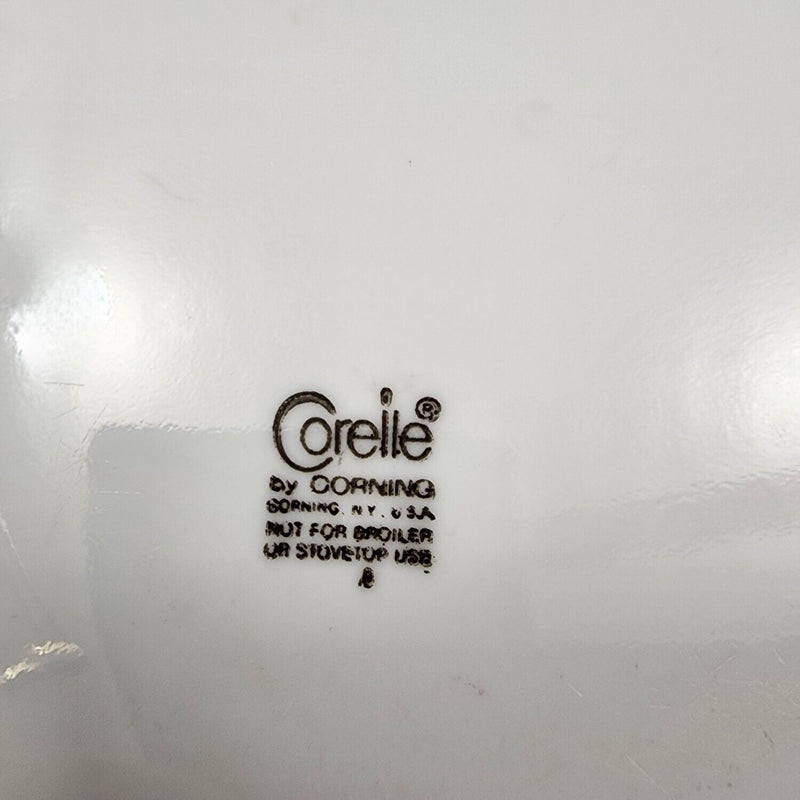 Corelle®
by CORNING
CORNING, N.Y., U.S.A.
NOT FOR BROILER
OR STOVETOP USE